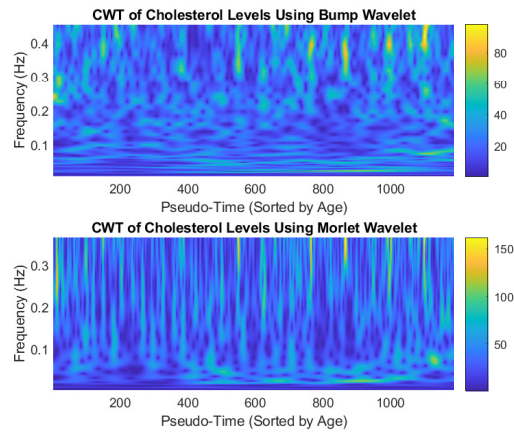 CWT of Cholesterol Levels Using Bump Wavelet
Frequency (Hz)
0.4
0.3
0.2
0.1
200 400 600 800 1000
Pseudo-Time (Sorted by Age)
80
60
40
20
CWT of Cholesterol Levels Using Morlet Wavelet
Frequency (Hz)
0.3
0.2
0.1
200 400 600 800 1000
Pseudo-Time (Sorted by Age)
150
100
50